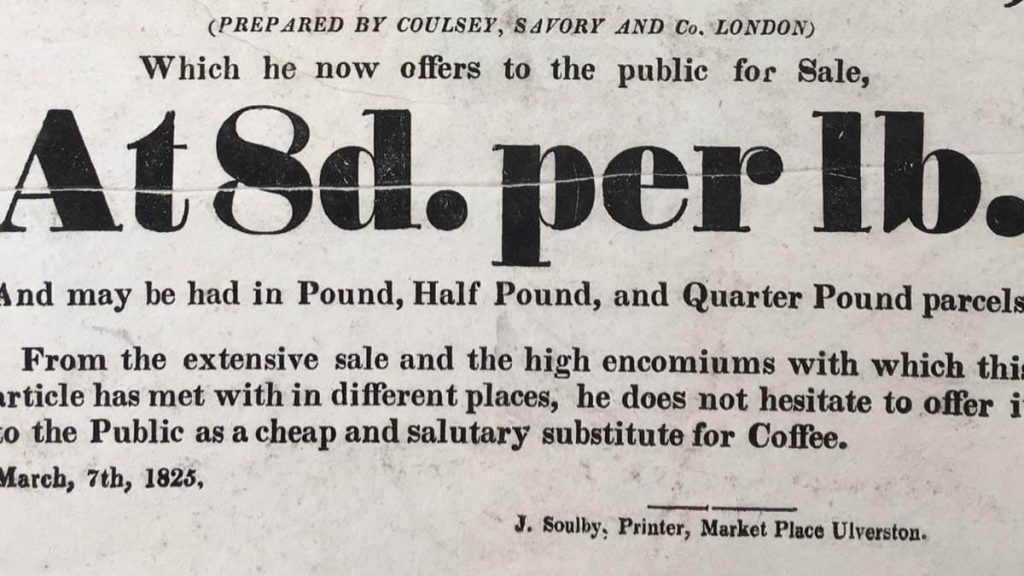 (PREPARED BY COULSEY, SAVORY AND Co. LONDON)
Which he now offers to the public for Sale,
At 8d. per lb.
And may be had in Pound, Half Pound, and Quarter Pound parcels
From the extensive sale and the high encomiums with which this
article has met with in different places, he does not hesitate to offer it
to the Public as a cheap and salutary substitute for Coffee.
March, 7th, 1825,
J. Soulby, Printer, Market Place Ulverston.